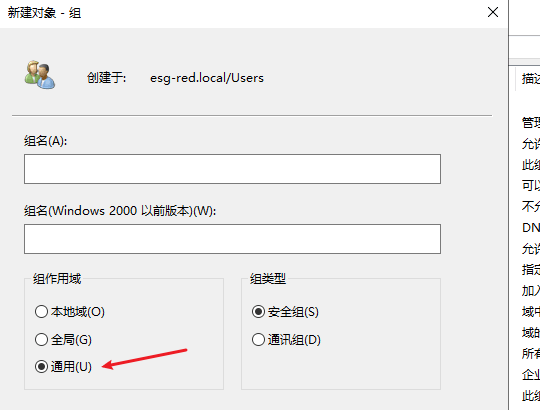 新建对象 - 组
创建于: esg-red.local/Users
组名(A):
组名(Windows 2000 以前版本)(W):
组作用域
本地域(O)
全局(G)
通用(U)
组类型
安全组(S)
通讯组(D)
描述
管理
允许
此组
可以
不允
DN
允许
指定
加入
域中
域的
所有
企业
此组